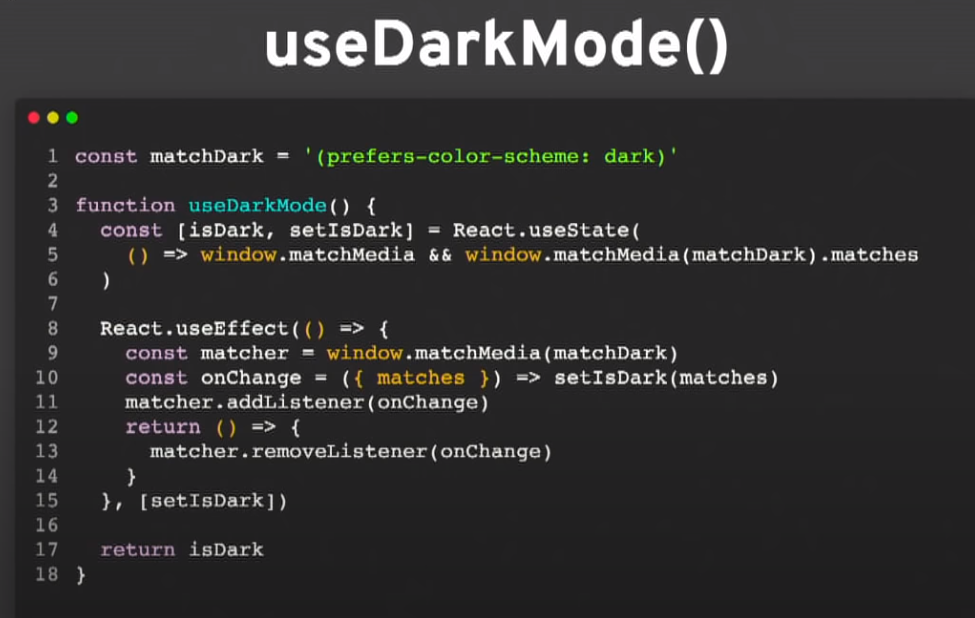 useDarkMode()
1 const matchDark = '(prefers-color-scheme: dark)'
2
3 function useDarkMode() {
4   const [isDark, setIsDark] = React.useState(
5     () => window.matchMedia && window.matchMedia(matchDark).matches
6   )
7
8   React.useEffect(() => {
9     const matcher = window.matchMedia(matchDark)
10     const onChange = ({ matches }) => setIsDark(matches)
11     matcher.addListener(onChange)
12     return () => {
13       matcher.removeListener(onChange)
14     }
15   }, [setIsDark])
16
17   return isDark
18 }